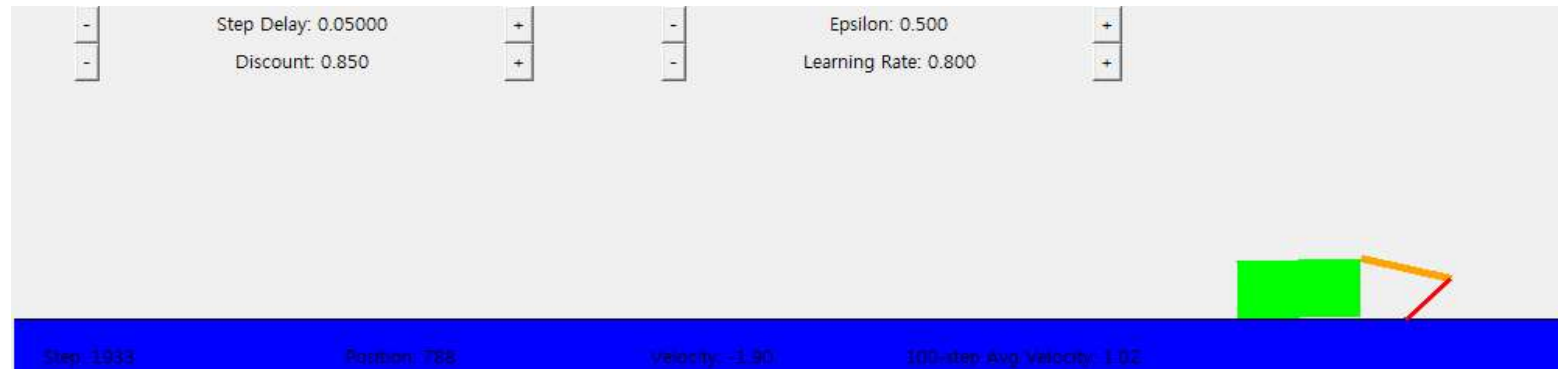 - Step Delay: 0.05000 + - Epsilon: 0.500 +
- Discount: 0.850 + - Learning Rate: 0.800 +
Step: 1933 Position: 788 Velocity: -1.90 100-step Avg Velocity: 1.02